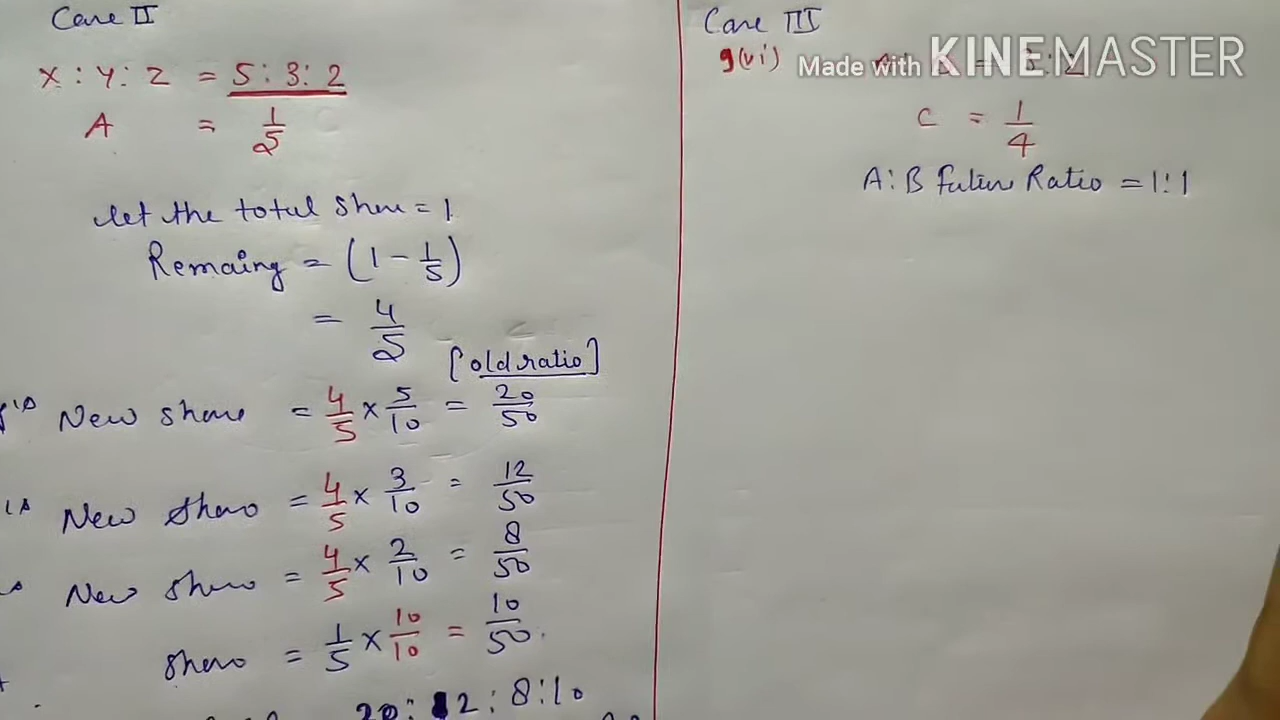 Case II
X : Y : Z = 5 : 3 : 2
A = 1/5
let the total share = 1
Remaing = (1 - 1/5)
= 4/5
[old ratio]
New share = 4/5 × 5/10 = 20/50
New share = 4/5 × 3/10 = 12/50
New share = 4/5 × 2/10 = 8/50
share = 1/5 × 10/10 = 10/50
20 : 12 : 8 : 10
Case III
g(vi) = 3 : 2
Made with KINEMASTER
C = 1/4
A : B Future Ratio = 1 : 1